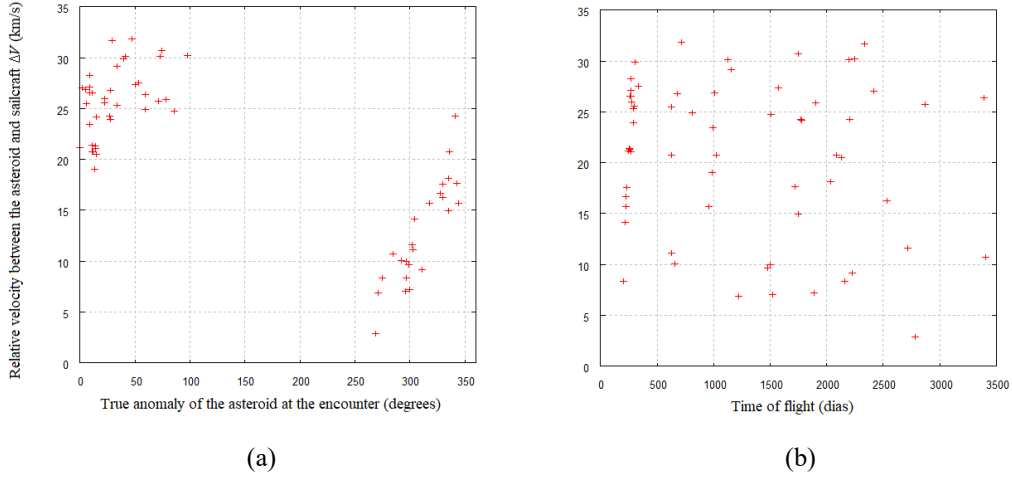 Relative velocity between the asteroid and sailcraft ΔV (km/s)
35
30
25
20
15
10
5
0
0 50 100 150 200 250 300 350
True anomaly of the asteroid at the encounter (degrees)
(a)
35
30
25
20
15
10
5
0
0 500 1000 1500 2000 2500 3000 3500
Time of flight (dias)
(b)